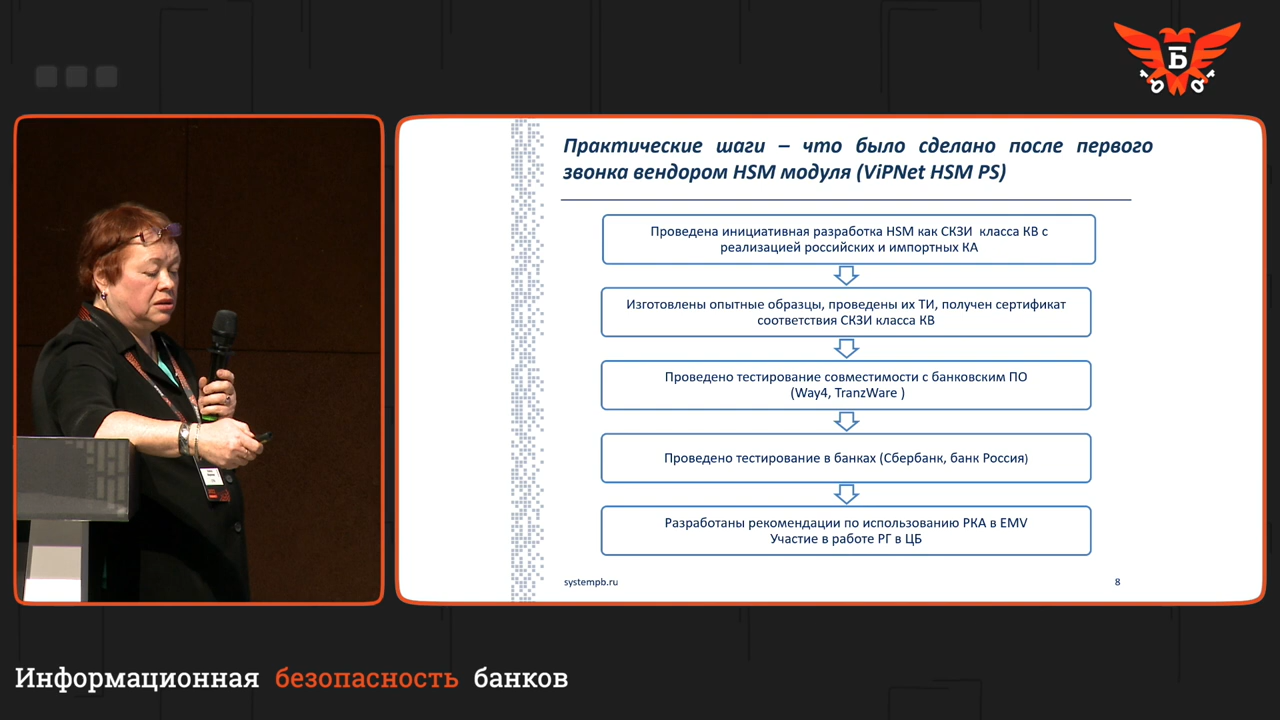 Б
Практические шаги – что было сделано после первого
звонка вендором HSM модуля (ViPNet HSM PS)
Проведена инициативная разработка HSM как СКЗИ класса КВ с
реализацией российских и импортных КА
Изготовлены опытные образцы, проведены их ТИ, получен сертификат
соответствия СКЗИ класса КВ
Проведено тестирование совместимости с банковским ПО
(Way4, TranzWare )
Проведено тестирование в банках (Сбербанк, банк Россия)
Разработаны рекомендации по использованию РКА в EMV
Участие в работе РГ в ЦБ
systempb.ru
8
Информационная безопасность банков